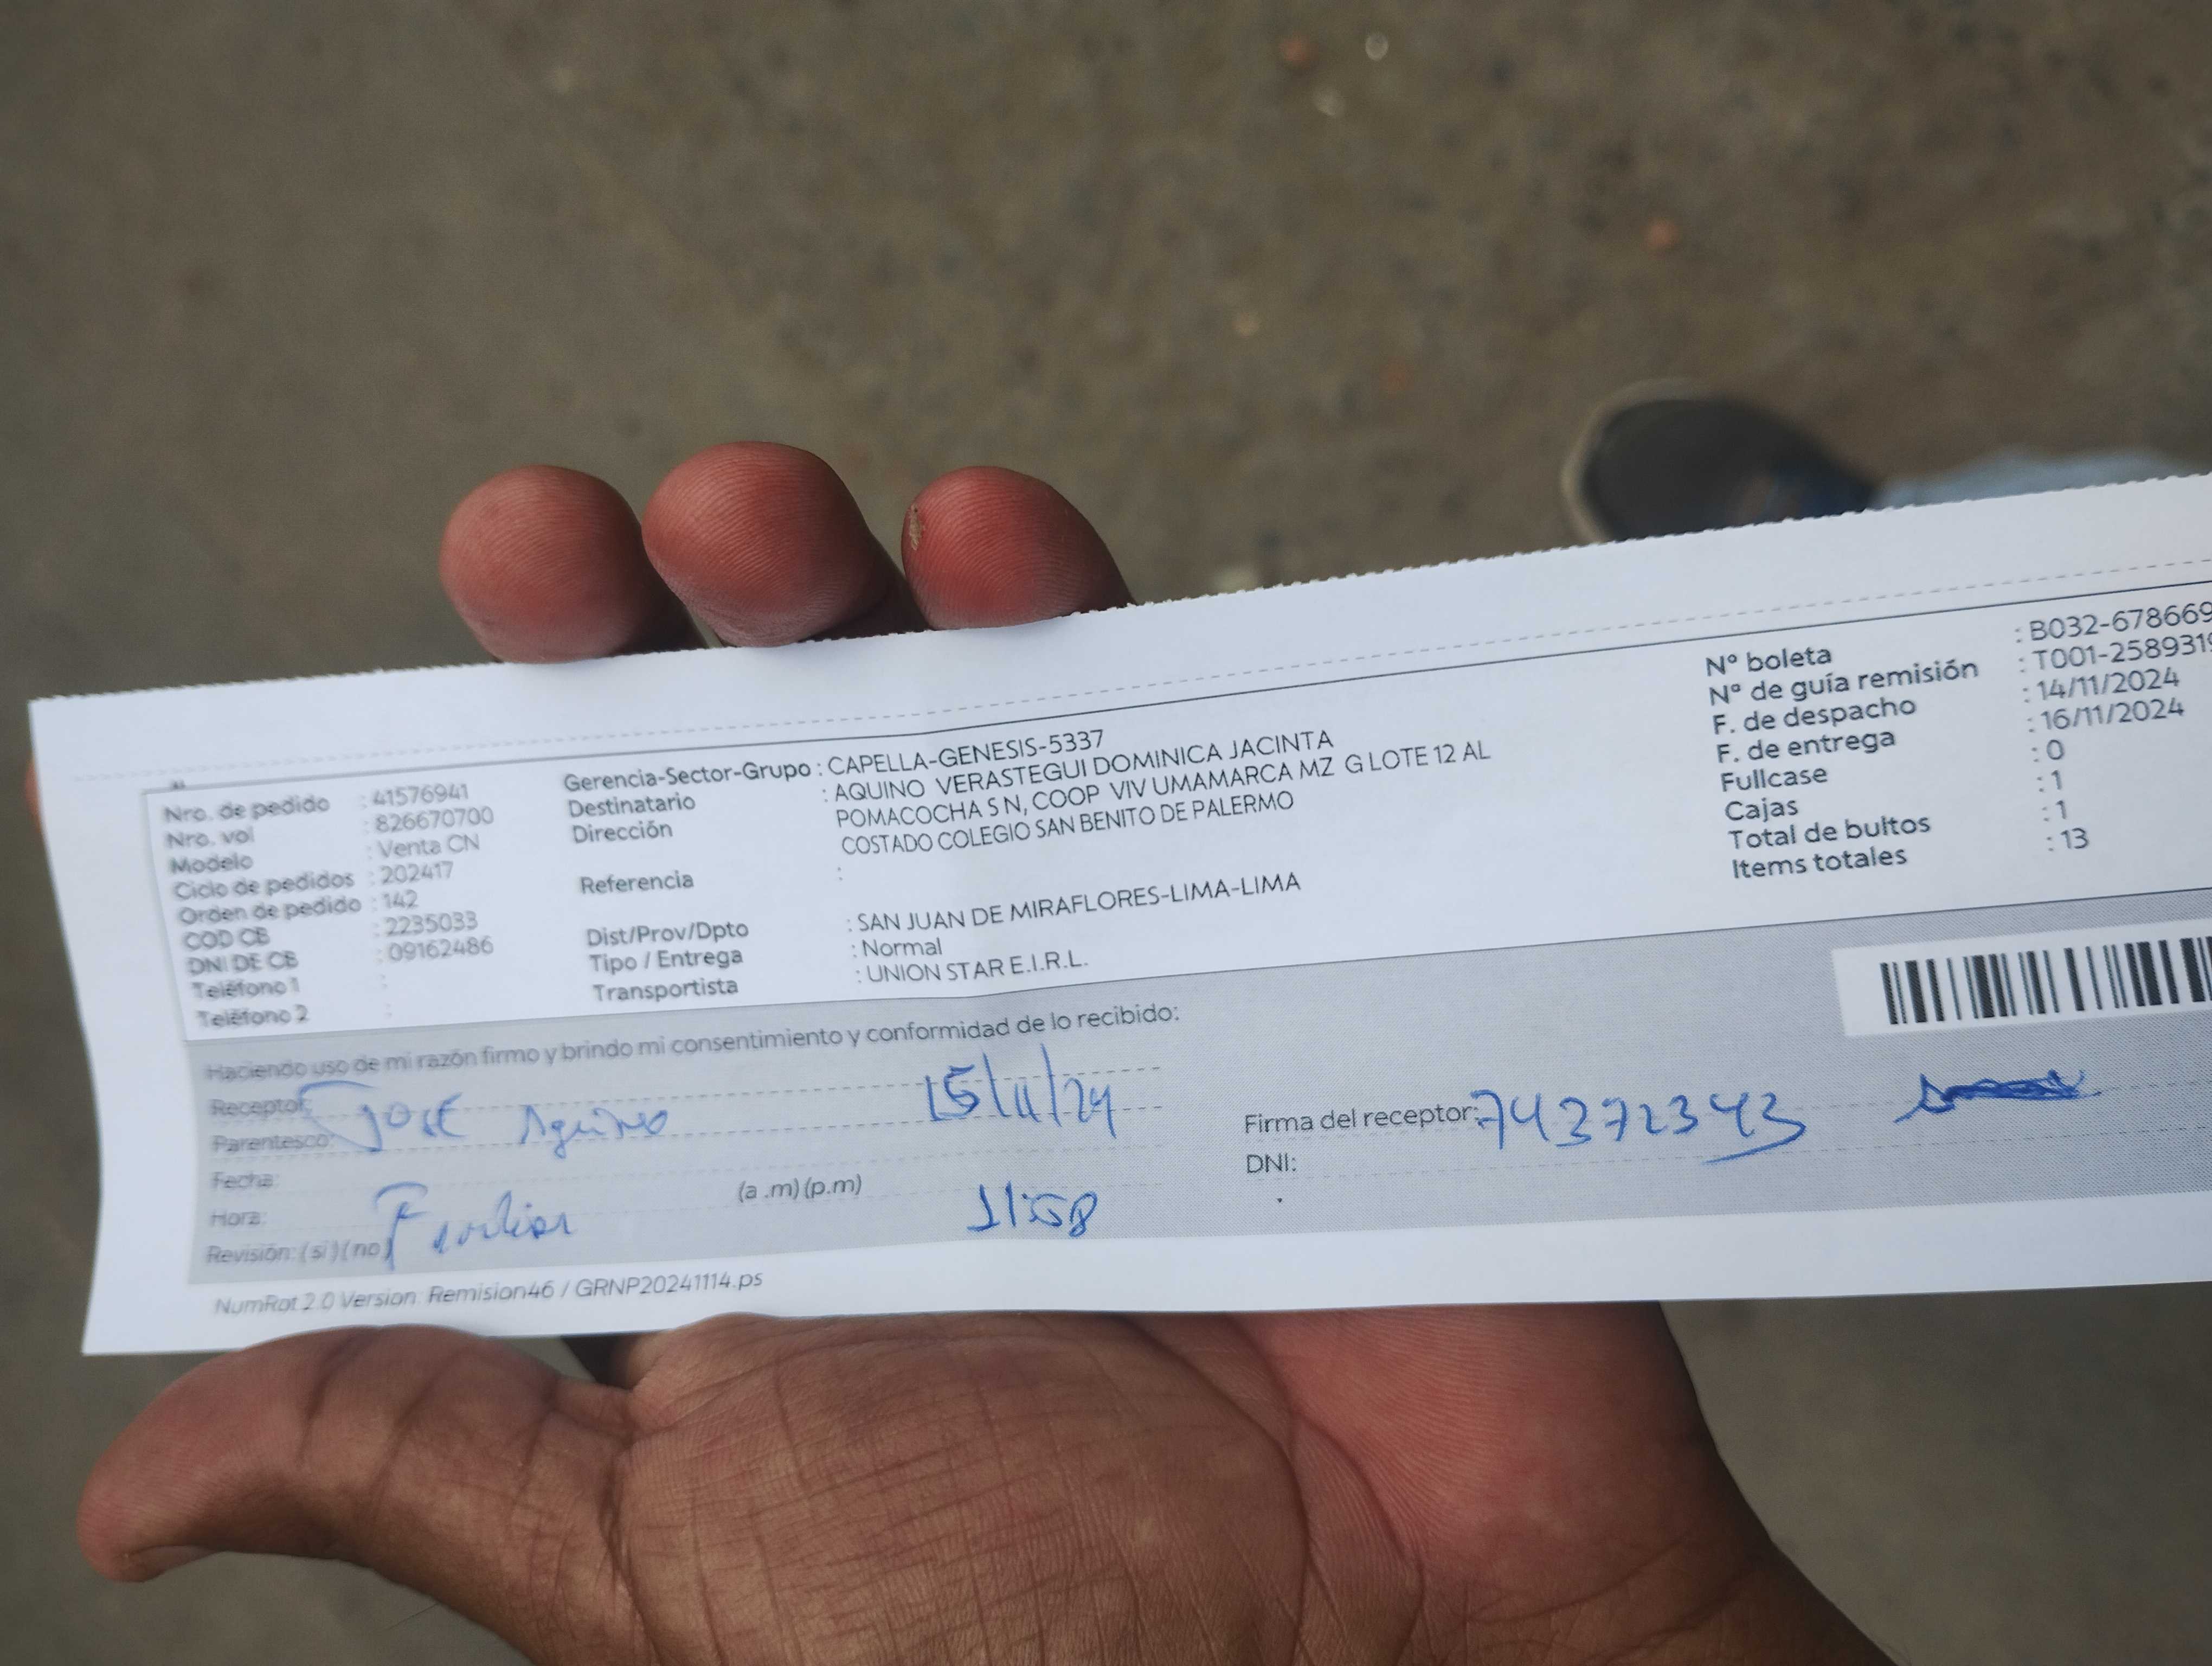 Nro. de pedido : 41576941
Nro. vol : 826670700
Modelo : Venta CN
Ciclo de pedidos : 202417
Orden de pedido : 142
COD CB : 2235033
DNI DE CB : 09162486
Teléfono 1 :
Teléfono 2 :
Gerencia-Sector-Grupo : CAPELLA-GENESIS-5337
Destinatario : AQUINO VERASTEGUI DOMINICA JACINTA
Dirección POMACOCHA S N, COOP VIV UMAMARCA MZ G LOTE 12 AL
COSTADO COLEGIO SAN BENITO DE PALERMO
Referencia :
Dist/Prov/Dpto : SAN JUAN DE MIRAFLORES-LIMA-LIMA
Tipo / Entrega : Normal
Transportista : UNION STAR E.I.R.L.
N° boleta : B032-678669
N° de guía remisión : T001-2589319
F. de despacho : 14/11/2024
F. de entrega : 16/11/2024
Fullcase : 0
Cajas : 1
Total de bultos : 1
Items totales : 13
Haciendo uso de mi razón firmo y brindo mi consentimiento y conformidad de lo recibido:
Receptor: José Aquino 15/11/24
Parentesco:
Fecha:
Hora: (a .m) (p.m) 11:58
Revisión: ( si ) ( no )
Firma del receptor: 74372343
DNI:
NumRot 2.0 Version: Remision46 / GRNP20241114.ps